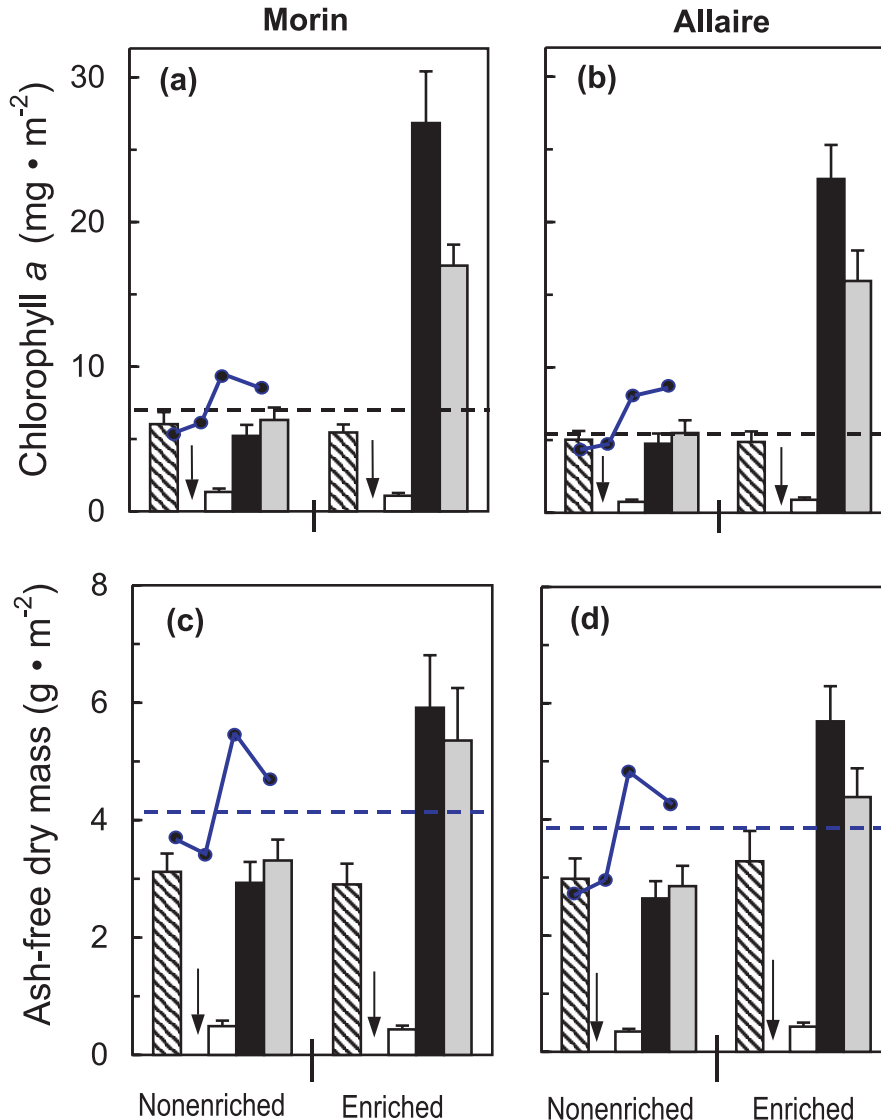 Morin
Allaire
Chlorophyll a (mg • m-2)
(a)
(b)
30
20
10
0
Ash-free dry mass (g • m-2)
(c)
(d)
8
6
4
2
0
Nonenriched
Enriched
Nonenriched
Enriched